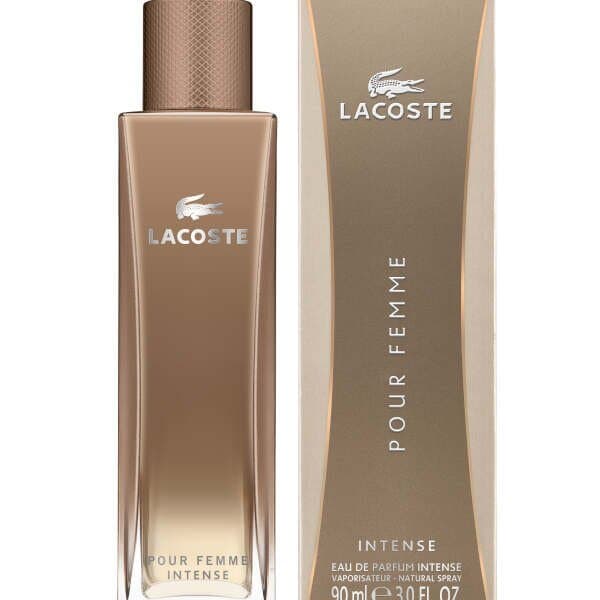 LACOSTE
POUR FEMME
INTENSE
LACOSTE
POUR FEMME
INTENSE
EAU DE PARFUM INTENSE
VAPORISATEUR - NATURAL SPRAY
90 ml e 3.0 FL.OZ